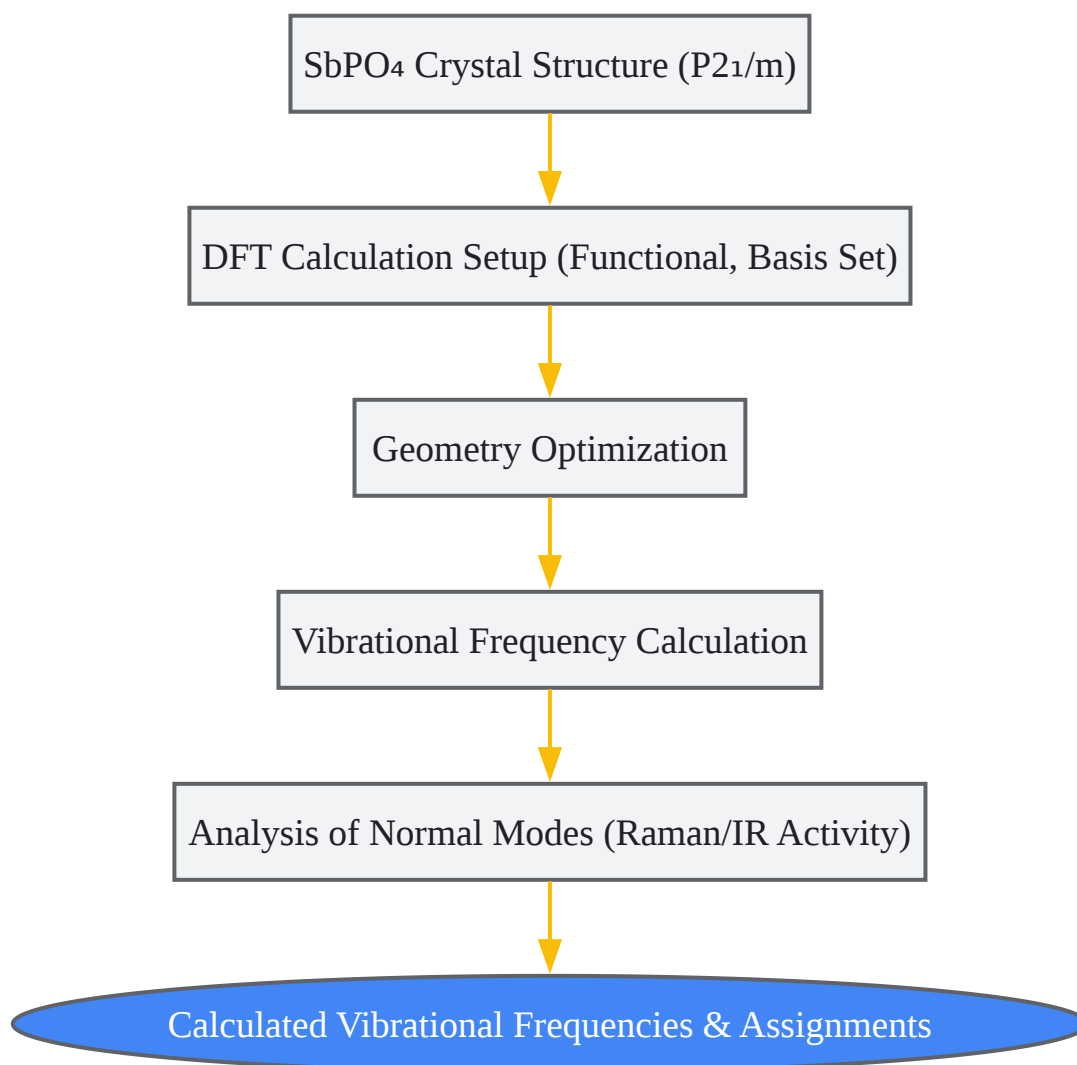 SbPO₄ Crystal Structure (P2₁/m)
DFT Calculation Setup (Functional, Basis Set)
Geometry Optimization
Vibrational Frequency Calculation
Analysis of Normal Modes (Raman/IR Activity)
Calculated Vibrational Frequencies & Assignments